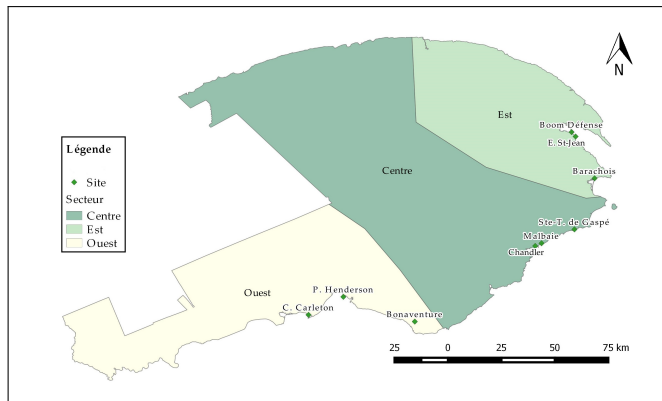 N
Est
Boom Défense
E. St-Jean
Barachois
Légende
Site
Secteur
Centre
Est
Ouest
Centre
Ste-T. de Gaspé
Malbaie
Chandler
Ouest
P. Henderson
C. Carleton
Bonaventure
25 0 25 50 75 km